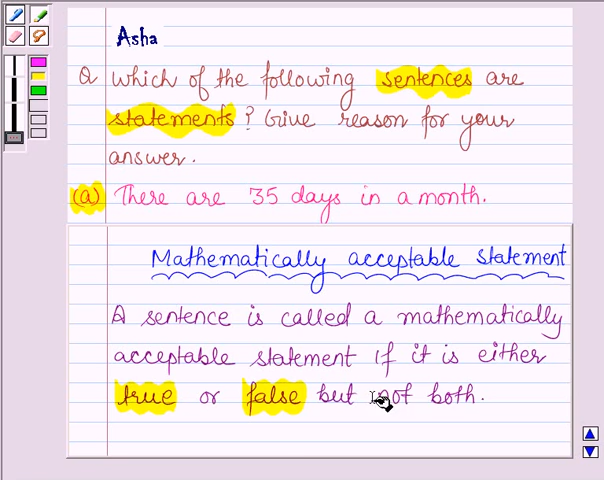 Asha
Q Which of the following sentences are
statements? Give reason for your
answer.
(a) There are 35 days in a month.
Mathematically acceptable statement
A sentence is called a mathematically
acceptable statement if it is either
true or false but not both.